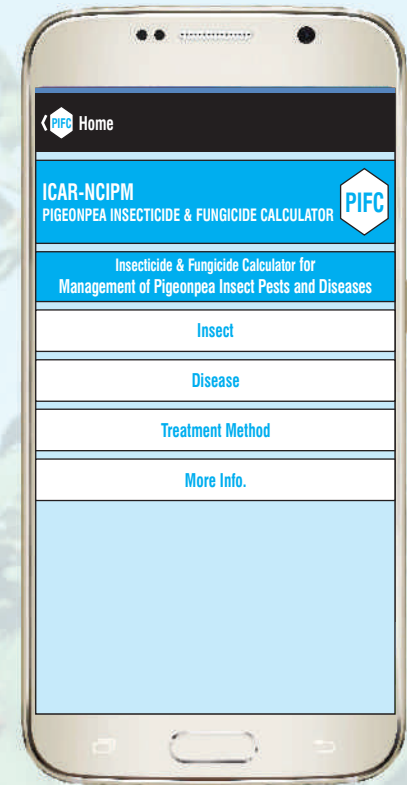 PIFC Home
ICAR-NCIPM
PIGEONPEA INSECTICIDE & FUNGICIDE CALCULATOR
PIFC
Insecticide & Fungicide Calculator for
Management of Pigeonpea Insect Pests and Diseases
Insect
Disease
Treatment Method
More Info.